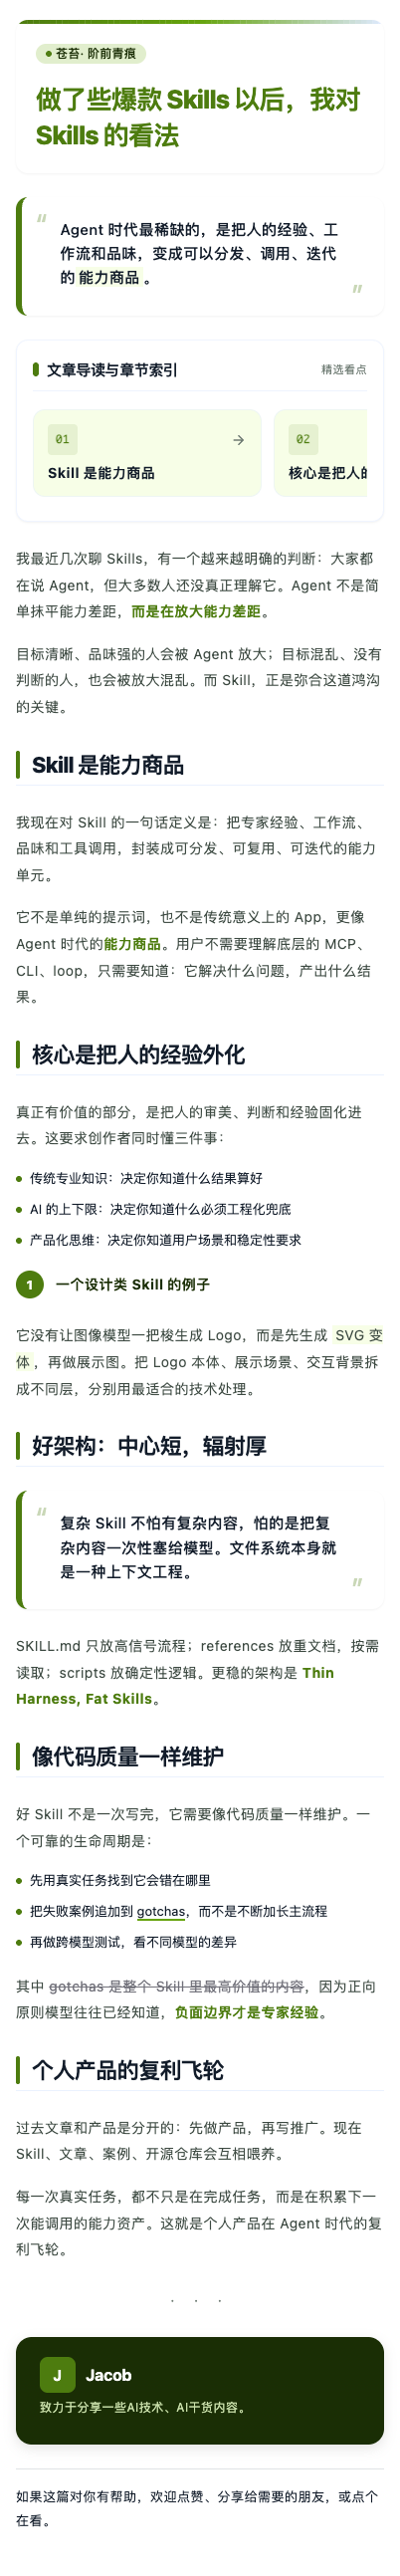 苍苔· 阶前青痕
做了些爆款 Skills 以后，我对
Skills 的看法
“
Agent 时代最稀缺的，是把人的经验、工
作流和品味，变成可以分发、调用、迭代
的 能力商品 。
”
文章导读与章节索引 精选看点
01 →
Skill 是能力商品
02
核心是把人的
我最近几次聊 Skills，有一个越来越明确的判断：大家都
在说 Agent，但大多数人还没真正理解它。Agent 不是简
单抹平能力差距，而是在放大能力差距。
目标清晰、品味强的人会被 Agent 放大；目标混乱、没有
判断的人，也会被放大混乱。而 Skill，正是弥合这道鸿沟
的关键。
Skill 是能力商品
我现在对 Skill 的一句话定义是：把专家经验、工作流、
品味和工具调用，封装成可分发、可复用、可迭代的能力
单元。
它不是单纯的提示词，也不是传统意义上的 App，更像
Agent 时代的能力商品。用户不需要理解底层的 MCP、
CLI、loop，只需要知道：它解决什么问题，产出什么结
果。
核心是把人的经验外化
真正有价值的部分，是把人的审美、判断和经验固化进
去。这要求创作者同时懂三件事：
传统专业知识：决定你知道什么结果算好
AI 的上下限：决定你知道什么必须工程化兜底
产品化思维：决定你知道用户场景和稳定性要求
1 一个设计类 Skill 的例子
它没有让图像模型一把梭生成 Logo，而是先生成 SVG 变
体 ，再做展示图。把 Logo 本体、展示场景、交互背景拆
成不同层，分别用最适合的技术处理。
好架构：中心短，辐射厚
“
复杂 Skill 不怕有复杂内容，怕的是把复
杂内容一次性塞给模型。文件系统本身就
是一种上下文工程。
”
SKILL.md 只放高信号流程；references 放重文档，按需
读取；scripts 放确定性逻辑。更稳的架构是 Thin
Harness, Fat Skills。
像代码质量一样维护
好 Skill 不是一次写完，它需要像代码质量一样维护。一
个可靠的生命周期是：
先用真实任务找到它会错在哪里
把失败案例追加到 gotchas，而不是不断加长主流程
再做跨模型测试，看不同模型的差异
其中 gotchas 是整个 Skill 里最高价值的内容，因为正向
原则模型往往已经知道，负面边界才是专家经验。
个人产品的复利飞轮
过去文章和产品是分开的：先做产品，再写推广。现在
Skill、文章、案例、开源仓库会互相喂养。
每一次真实任务，都不只是在完成任务，而是在积累下一
次能调用的能力资产。这就是个人产品在 Agent 时代的复
利飞轮。
· · ·
J Jacob
致力于分享一些AI技术、AI干货内容。
如果这篇对你有帮助，欢迎点赞、分享给需要的朋友，或点个
在看。